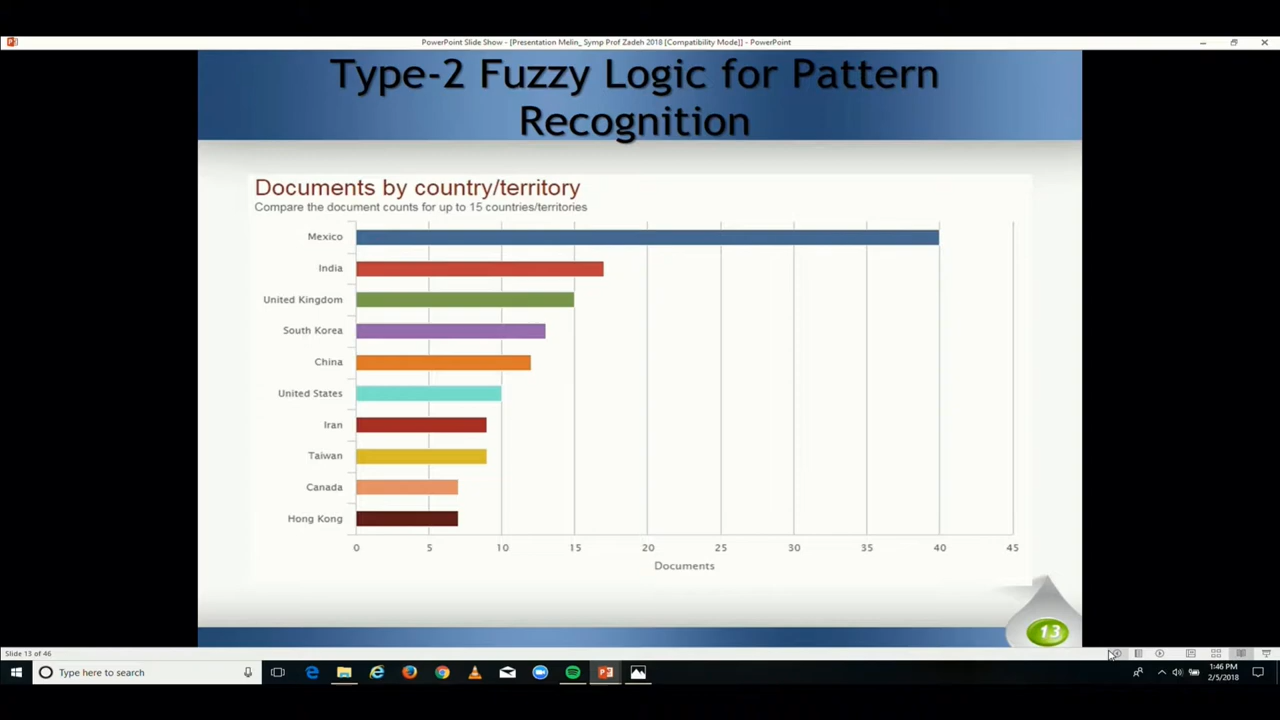 PowerPoint Slide Show - [Presentation Melin_ Symp Prof Zadeh 2018 [Compatibility Mode]] - PowerPoint
Type-2 Fuzzy Logic for Pattern
Recognition
Documents by country/territory
Compare the document counts for up to 15 countries/territories
Mexico
India
United Kingdom
South Korea
China
United States
Iran
Taiwan
Canada
Hong Kong
0 5 10 15 20 25 30 35 40 45
Documents
13
Slide 13 of 46
Type here to search
1:46 PM
2/5/2018